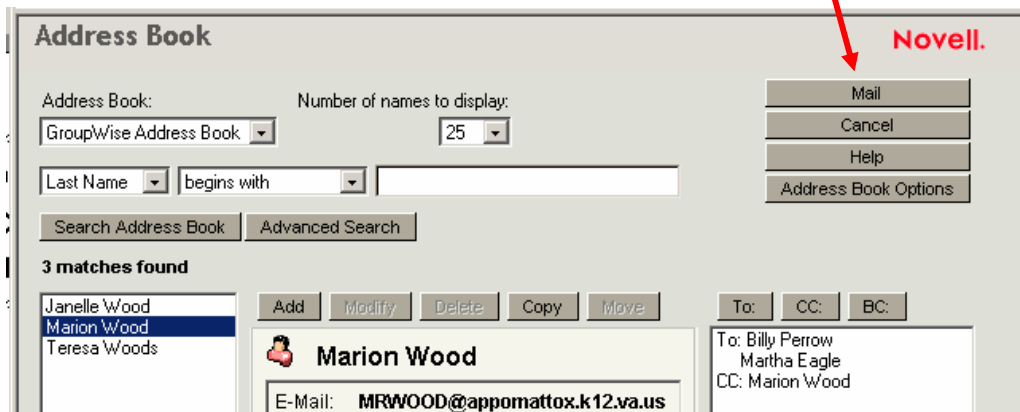 Address Book
Novell.
Address Book:
Number of names to display:
GroupWise Address Book
25
Mail
Cancel
Help
Address Book Options
Last Name
begins with
Search Address Book
Advanced Search
3 matches found
Janelle Wood
Marion Wood
Teresa Woods
Add
Modify
Delete
Copy
Move
Marion Wood
E-Mail: MRWOOD@appomattox.k12.va.us
To:
CC:
BC:
To: Billy Perrow
Martha Eagle
CC: Marion Wood